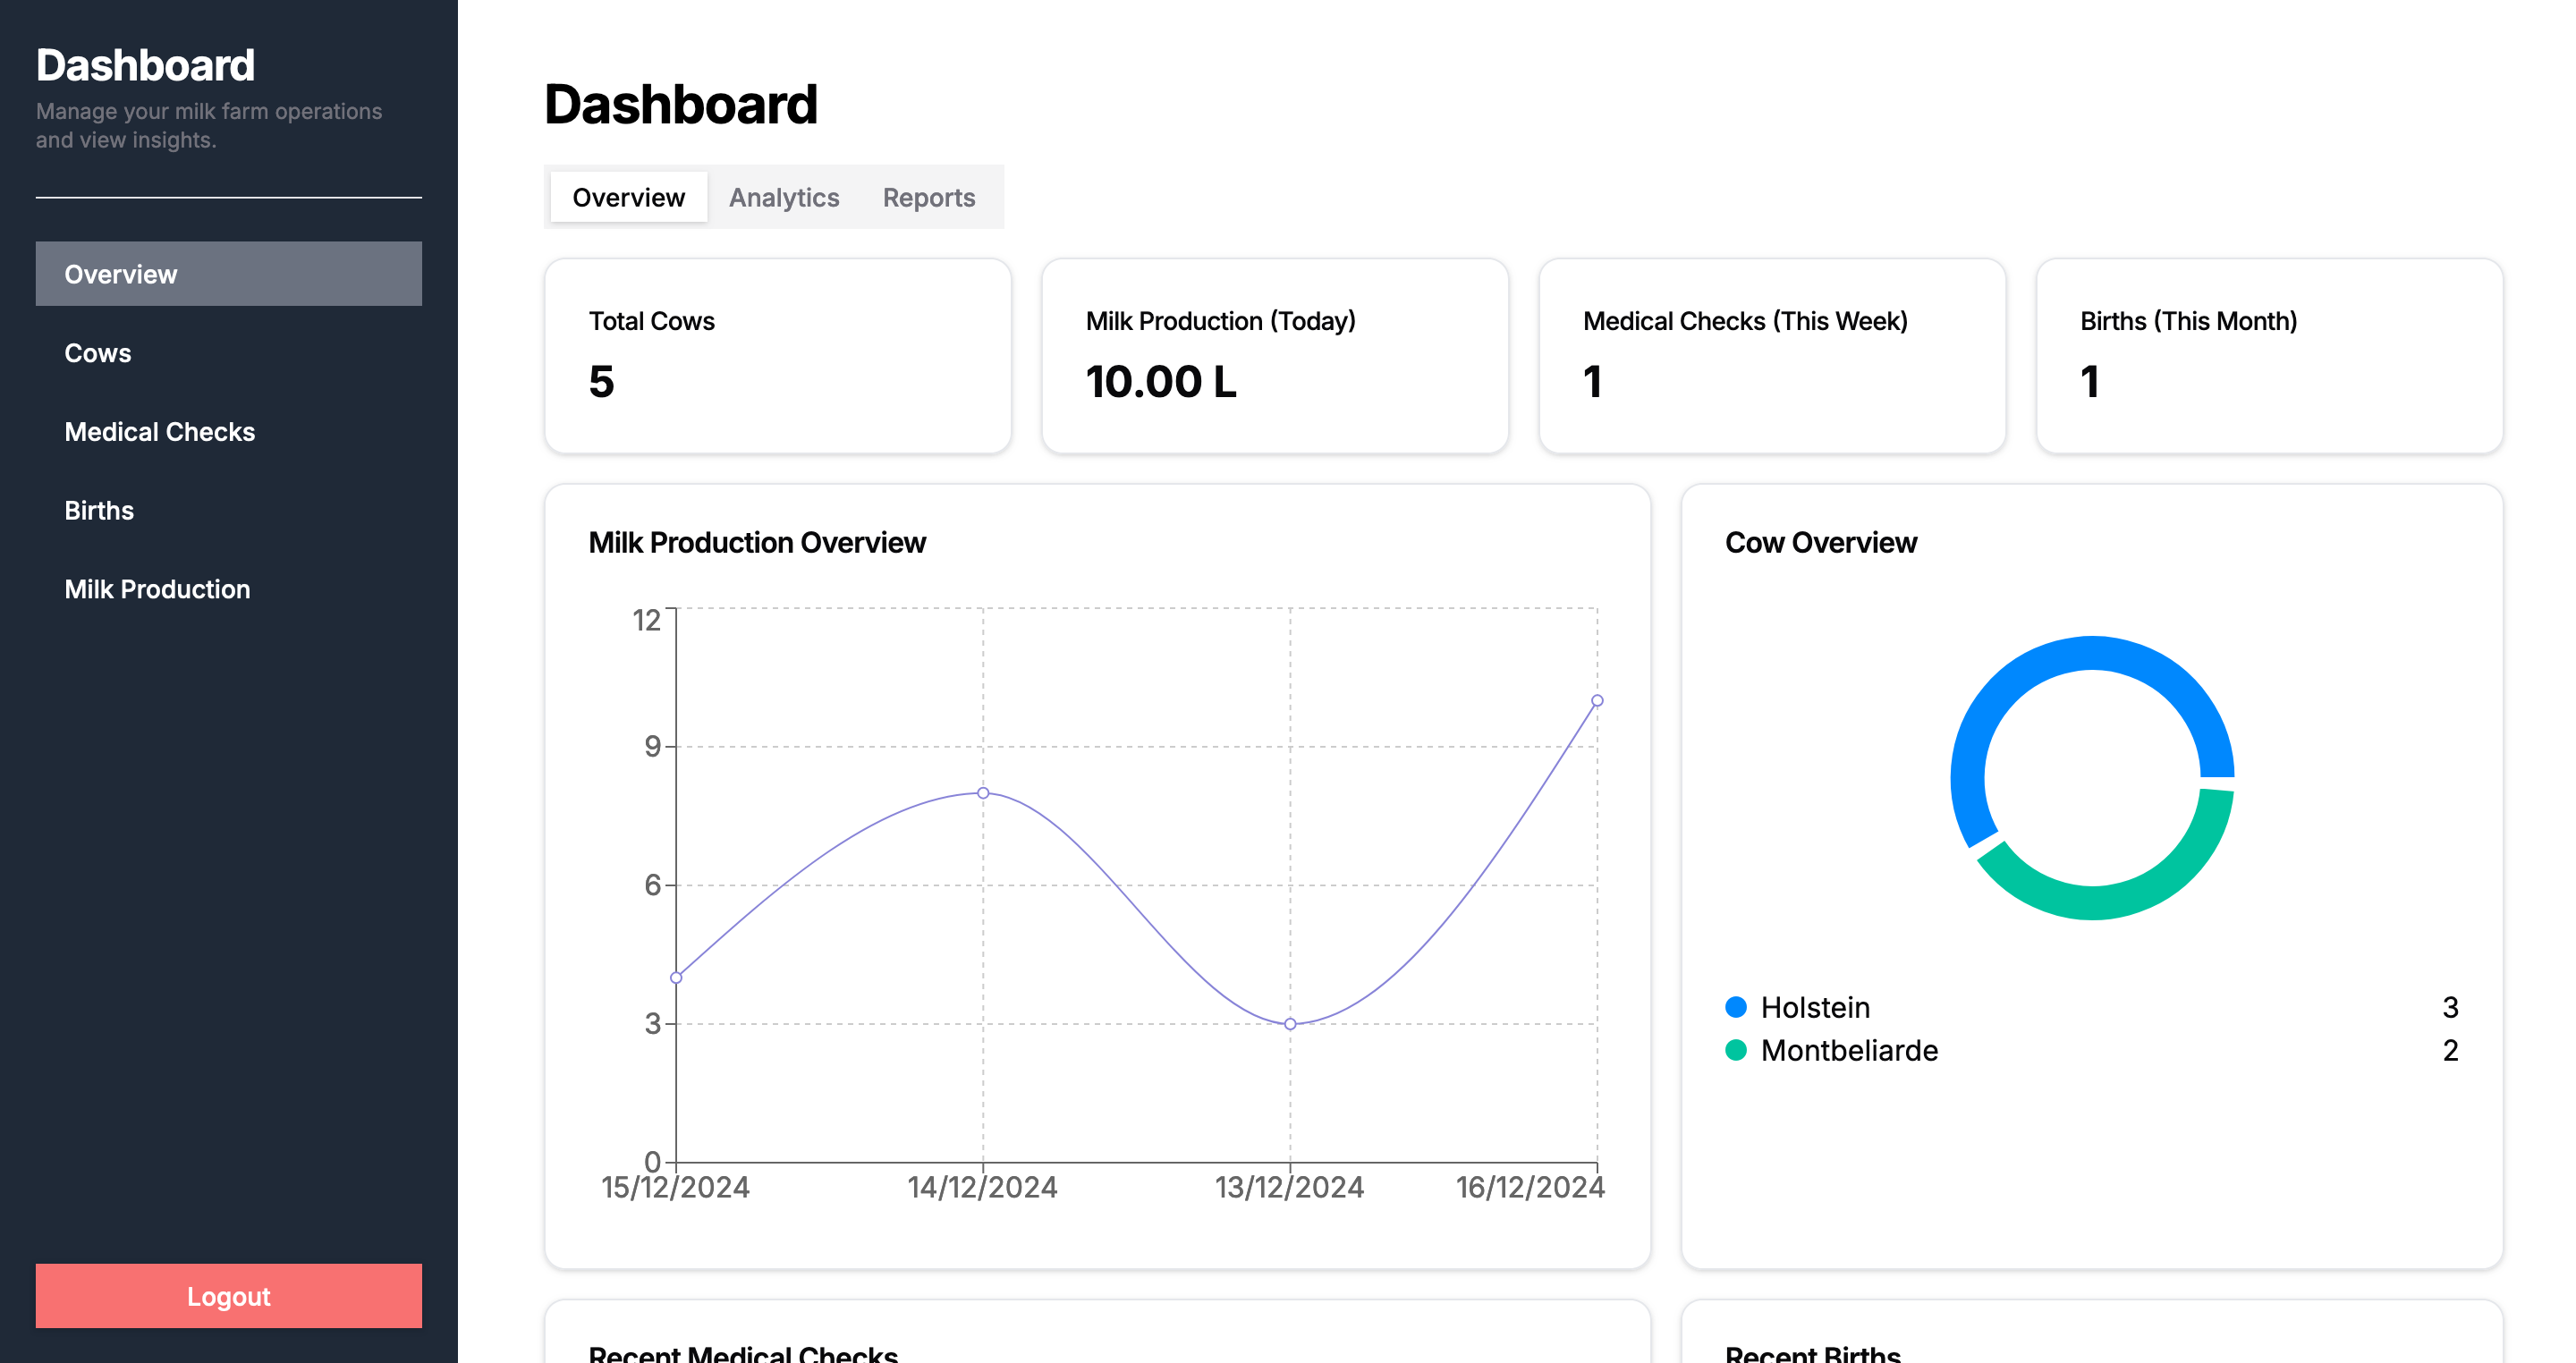 Dashboard
Manage your milk farm operations
and view insights.
Overview
Cows
Medical Checks
Births
Milk Production
Logout
Dashboard
Overview Analytics Reports
Total Cows
5
Milk Production (Today)
10.00 L
Medical Checks (This Week)
1
Births (This Month)
1
Milk Production Overview
12
9
6
3
0
15/12/2024 14/12/2024 13/12/2024 16/12/2024
Cow Overview
Holstein 3
Montbeliarde 2
Recent Medical Checks
Recent Births